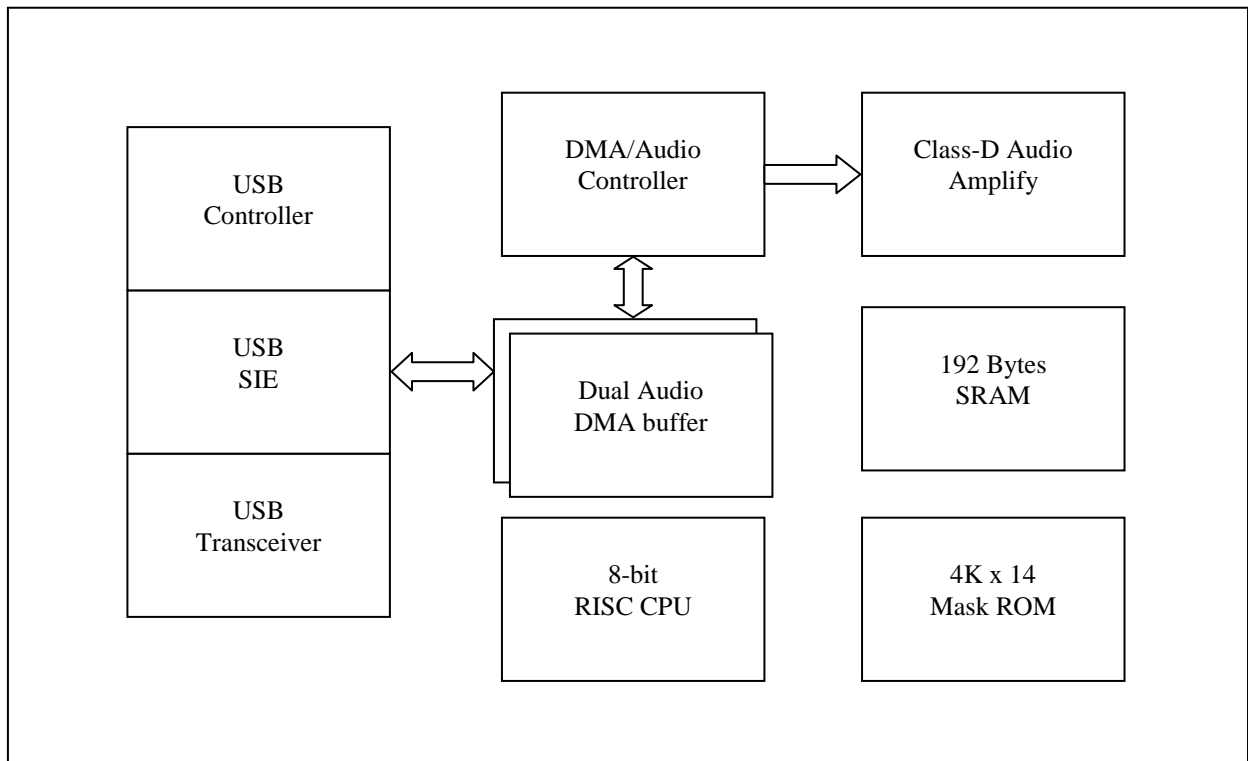 USB
Controller
USB
SIE
USB
Transceiver
DMA/Audio
Controller
Class-D Audio
Amplify
Dual Audio
DMA buffer
192 Bytes
SRAM
8-bit
RISC CPU
4K x 14
Mask ROM